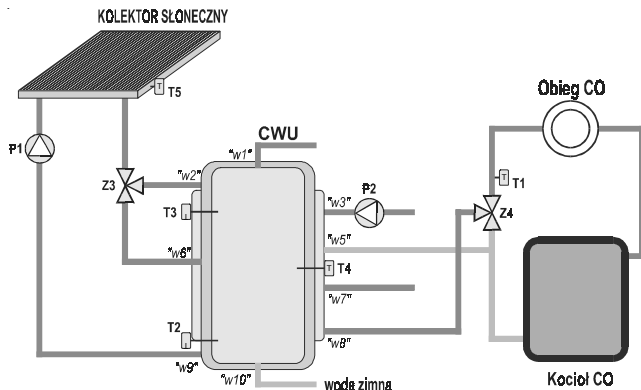 KOLEKTOR SŁONECZNY
T5
P1
Obieg CO
CWU
"w1"
"w2"
Z3
P2
T1
T3
"w3"
Z4
"w5"
"w6"
T4
"w7"
T2
"w8"
"w9"
"w10"
woda zimna
Kocioł CO
T
T
T